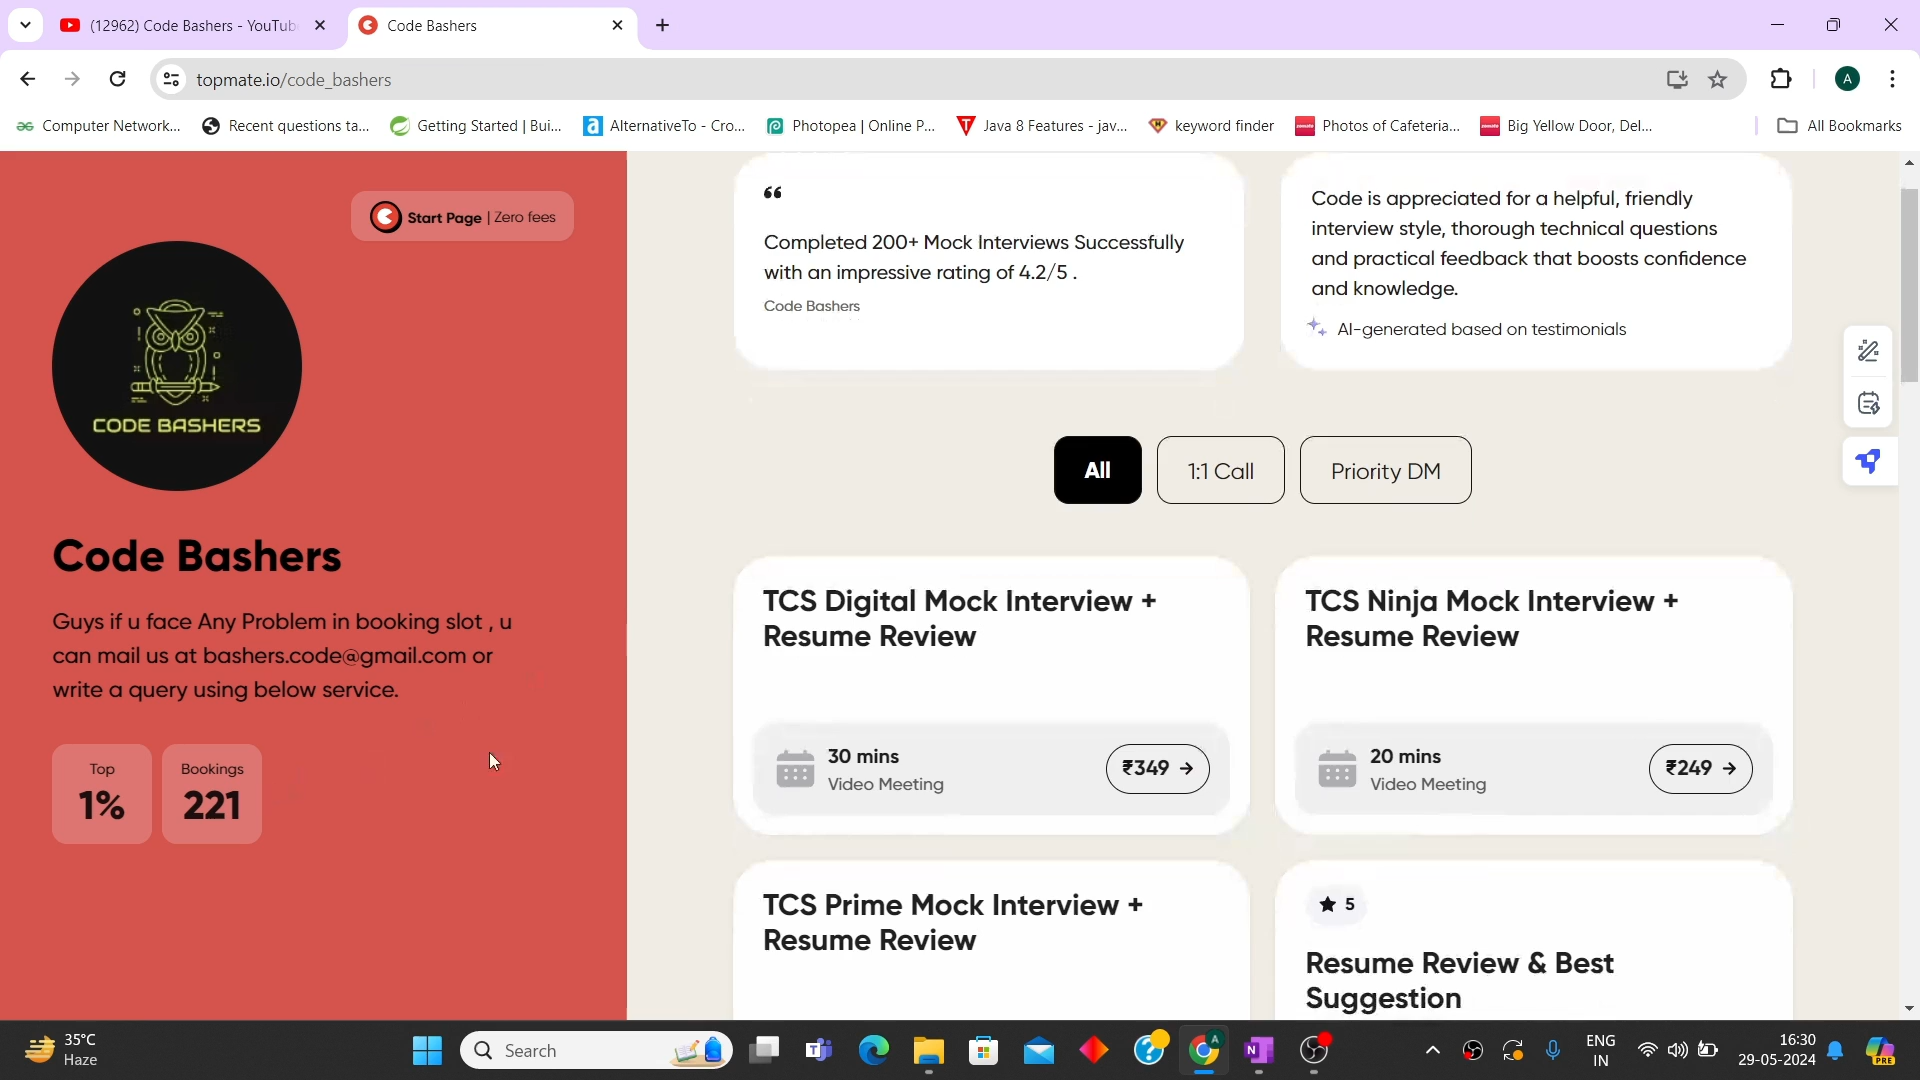 (12962) Code Bashers - YouTub
Code Bashers
topmate.io/code_bashers
A
Computer Network...
Recent questions ta...
Getting Started | Bui...
AlternativeTo - Cro...
Photopea | Online P...
Java 8 Features - jav...
keyword finder
Photos of Cafeteria...
Big Yellow Door, Del...
All Bookmarks
Start Page | Zero fees
CODE BASHERS
Code Bashers
Guys if u face Any Problem in booking slot , u
can mail us at bashers.code@gmail.com or
write a query using below service.
Top
1%
Bookings
221
“
Completed 200+ Mock Interviews Successfully
with an impressive rating of 4.2/5 .
Code Bashers
Code is appreciated for a helpful, friendly
interview style, thorough technical questions
and practical feedback that boosts confidence
and knowledge.
AI-generated based on testimonials
All
1:1 Call
Priority DM
TCS Digital Mock Interview +
Resume Review
30 mins
Video Meeting
₹349 →
TCS Ninja Mock Interview +
Resume Review
20 mins
Video Meeting
₹249 →
TCS Prime Mock Interview +
Resume Review
★ 5
Resume Review & Best
Suggestion
35°C
Haze
Search
ENG
IN
16:30
29-05-2024
PRE